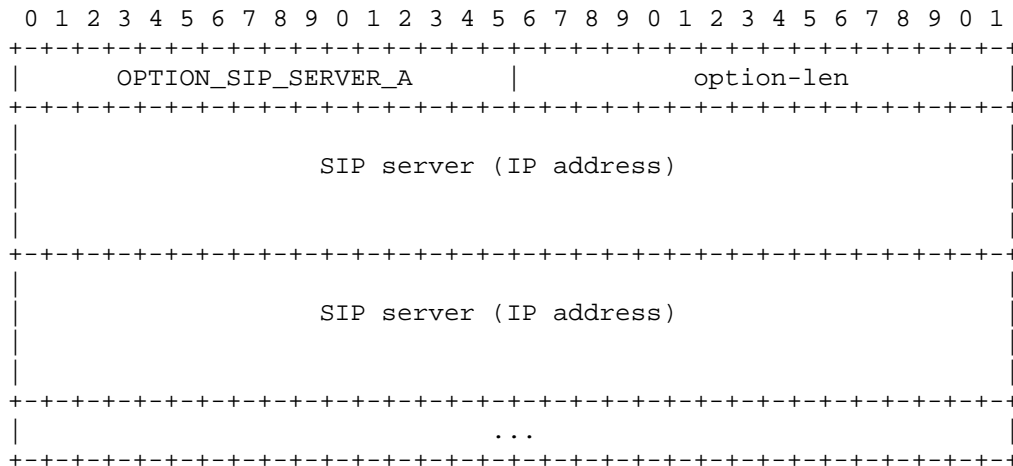 0 1 2 3 4 5 6 7 8 9 0 1 2 3 4 5 6 7 8 9 0 1 2 3 4 5 6 7 8 9 0 1
+-+-+-+-+-+-+-+-+-+-+-+-+-+-+-+-+-+-+-+-+-+-+-+-+-+-+-+-+-+-+-+-+
| OPTION_SIP_SERVER_A | option-len |
+-+-+-+-+-+-+-+-+-+-+-+-+-+-+-+-+-+-+-+-+-+-+-+-+-+-+-+-+-+-+-+-+
| |
| SIP server (IP address) |
| |
| |
+-+-+-+-+-+-+-+-+-+-+-+-+-+-+-+-+-+-+-+-+-+-+-+-+-+-+-+-+-+-+-+-+
| |
| SIP server (IP address) |
| |
| |
+-+-+-+-+-+-+-+-+-+-+-+-+-+-+-+-+-+-+-+-+-+-+-+-+-+-+-+-+-+-+-+-+
| ... |
+-+-+-+-+-+-+-+-+-+-+-+-+-+-+-+-+-+-+-+-+-+-+-+-+-+-+-+-+-+-+-+-+